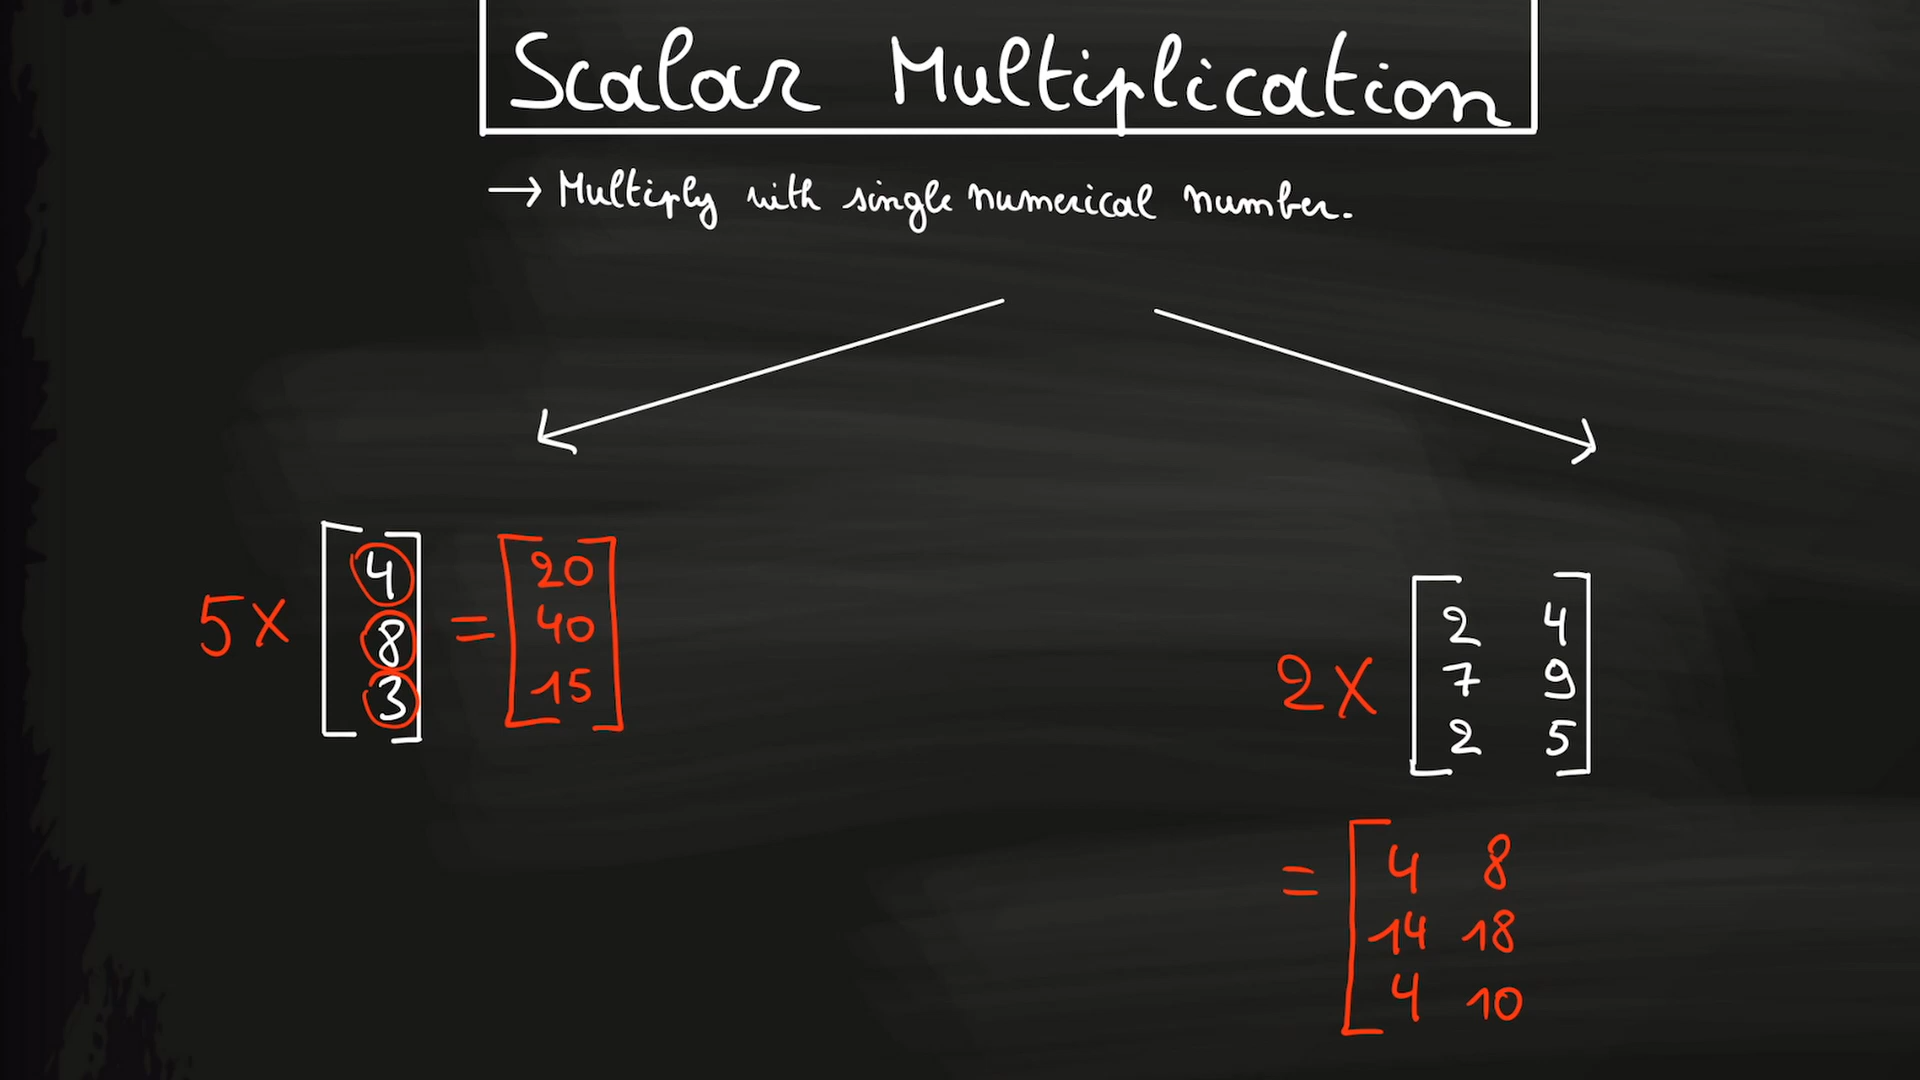 Scalar Multiplication
→ Multiply with single numerical number.
5x [4 8 3] = [20 40 15]
2x [2 4
7 9
2 5]
= [4 8
14 18
4 10